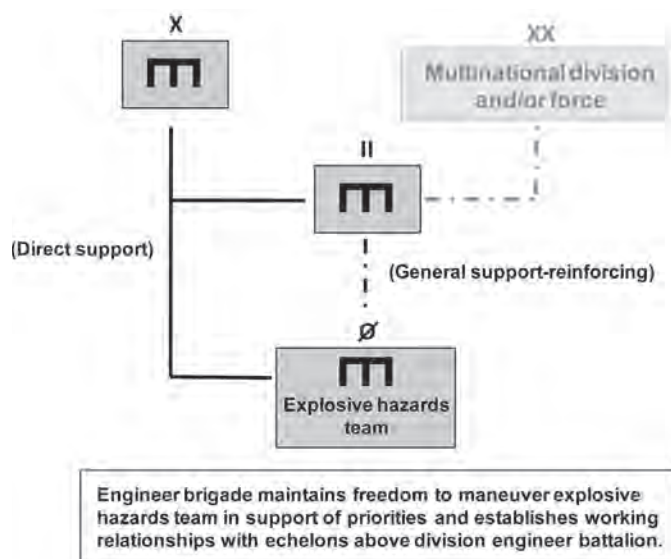 X
XX
Multinational division
and/or force
II
(Direct support)
(General support-reinforcing)
Ø
Explosive hazards
team
Engineer brigade maintains freedom to maneuver explosive
hazards team in support of priorities and establishes working
relationships with echelons above division engineer battalion.